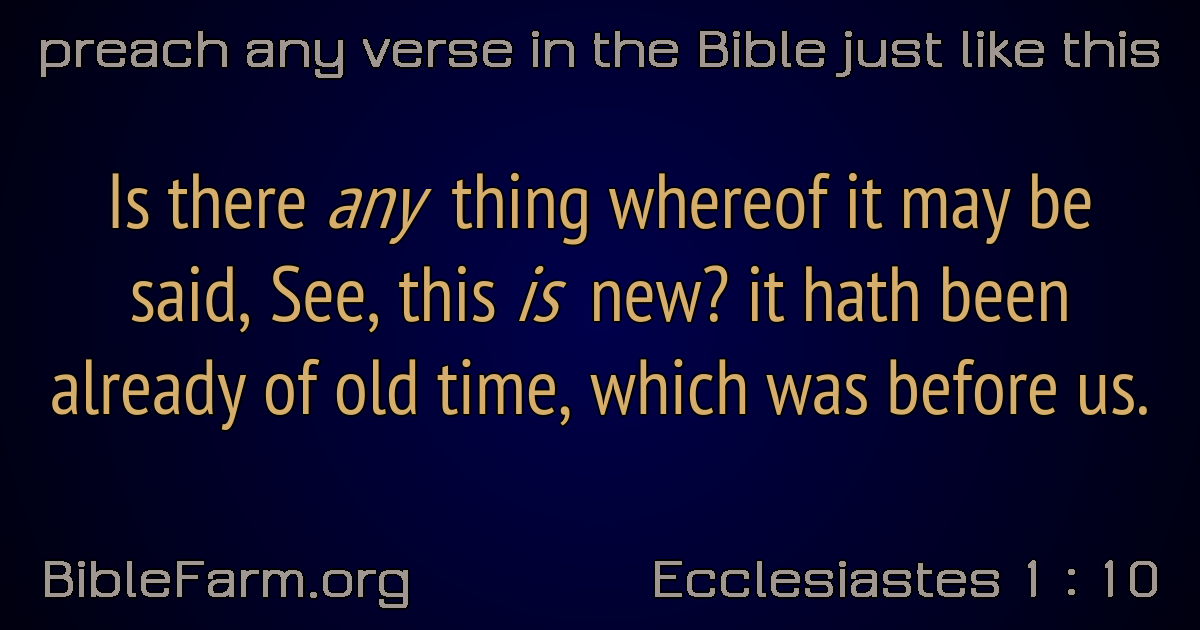 preach any verse in the Bible just like this
Is there any thing whereof it may be
said, See, this is new? it hath been
already of old time, which was before us.
BibleFarm.org
Ecclesiastes 1 : 10